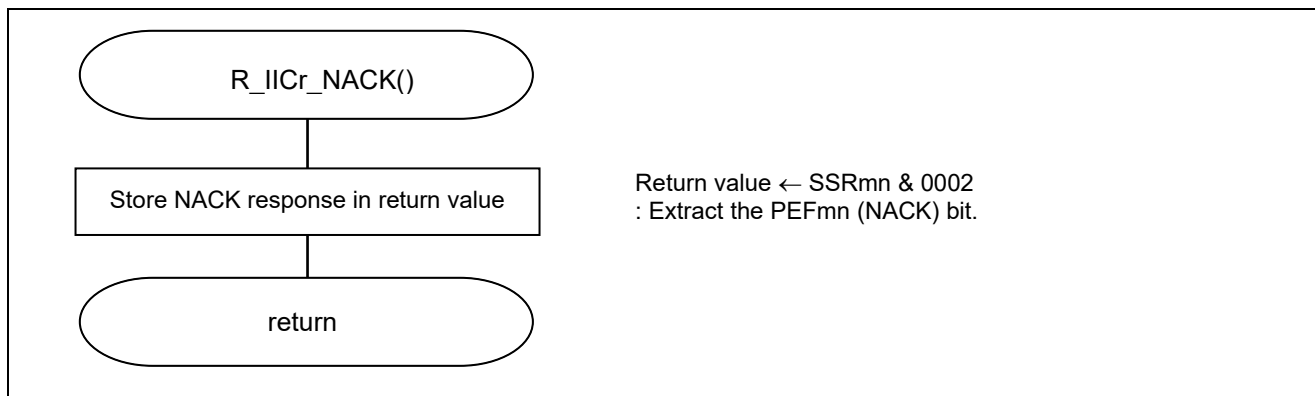 R_IICr_NACK()
Store NACK response in return value
Return value ← SSRmn & 0002
: Extract the PEFmn (NACK) bit.
return